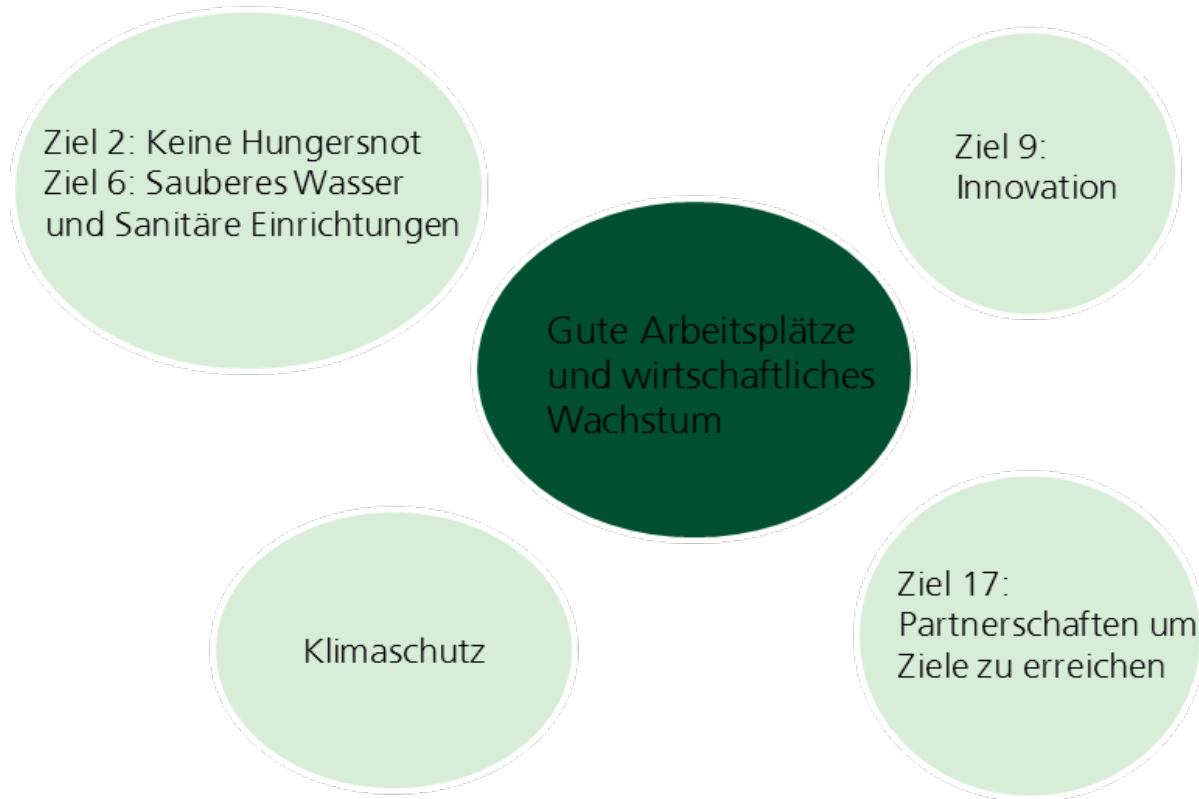 Ziel 2: Keine Hungersnot
Ziel 6: Sauberes Wasser
und Sanitäre Einrichtungen
Ziel 9:
Innovation
Gute Arbeitsplätze
und wirtschaftliches
Wachstum
Klimaschutz
Ziel 17:
Partnerschaften um
Ziele zu erreichen